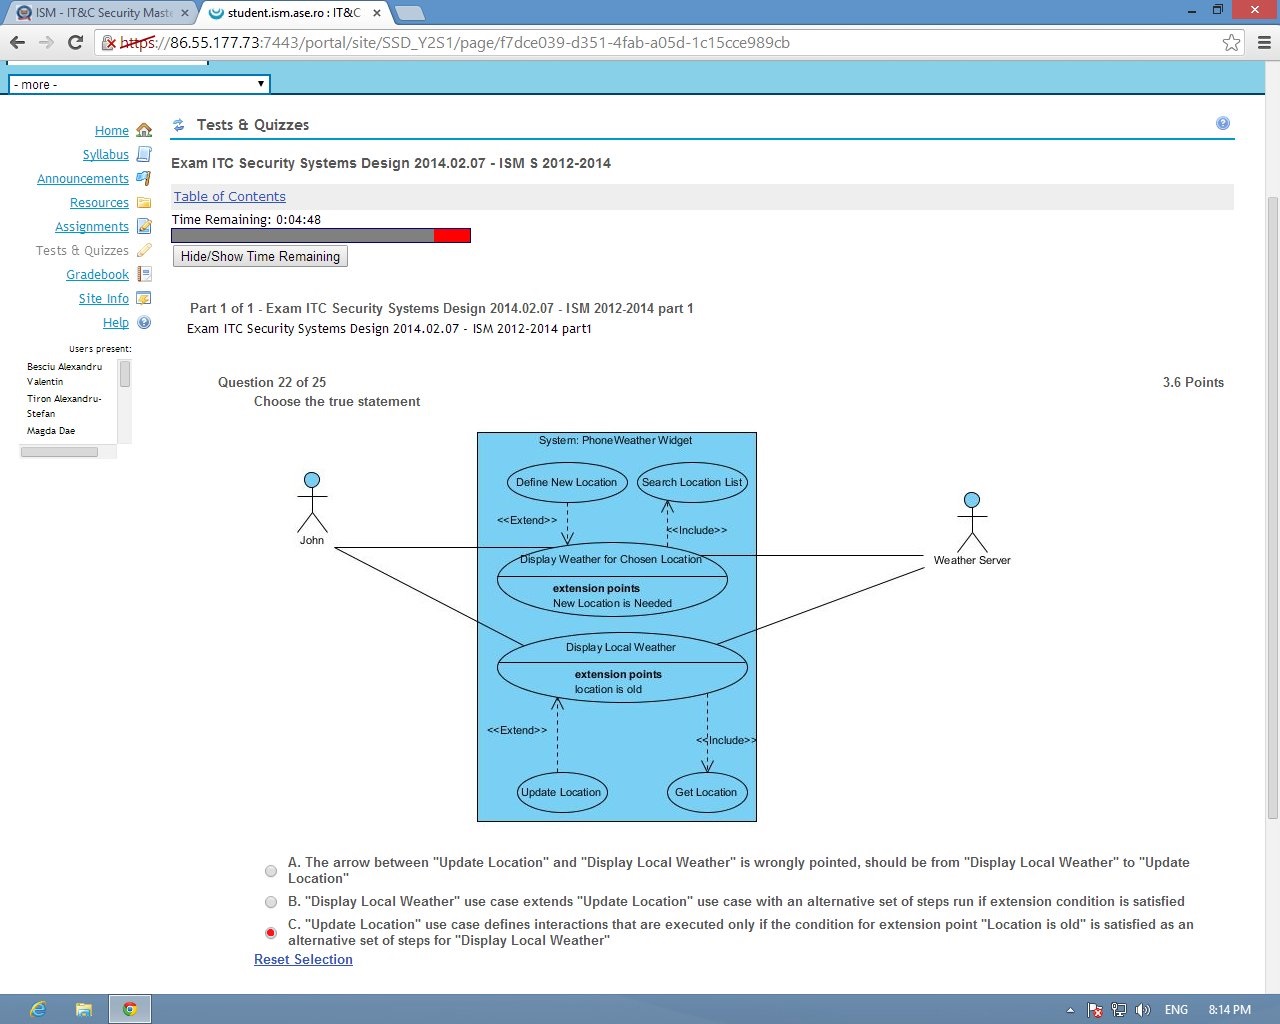 ISM - IT&C Security Maste
student.ism.ase.ro : IT&C
https://86.55.177.73:7443/portal/site/SSD_Y2S1/page/f7dce039-d351-4fab-a05d-1c15cce989cb
- more -
Home
Syllabus
Announcements
Resources
Assignments
Tests & Quizzes
Gradebook
Site Info
Help
Users present:
Besciu Alexandru
Valentin
Tiron Alexandru-
Stefan
Magda Dae
Tests & Quizzes
Exam ITC Security Systems Design 2014.02.07 - ISM S 2012-2014
Table of Contents
Time Remaining: 0:04:48
Hide/Show Time Remaining
Part 1 of 1 - Exam ITC Security Systems Design 2014.02.07 - ISM 2012-2014 part 1
Exam ITC Security Systems Design 2014.02.07 - ISM 2012-2014 part1
Question 22 of 25
3.6 Points
Choose the true statement
System: PhoneWeather Widget
Define New Location
Search Location List
<<Extend>>
<<Include>>
John
Weather Server
Display Weather for Chosen Location
extension points
New Location is Needed
Display Local Weather
extension points
location is old
<<Extend>>
<<Include>>
Update Location
Get Location
A. The arrow between "Update Location" and "Display Local Weather" is wrongly pointed, should be from "Display Local Weather" to "Update
Location"
B. "Display Local Weather" use case extends "Update Location" use case with an alternative set of steps run if extension condition is satisfied
C. "Update Location" use case defines interactions that are executed only if the condition for extension point "Location is old" is satisfied as an
alternative set of steps for "Display Local Weather"
Reset Selection
ENG
8:14 PM